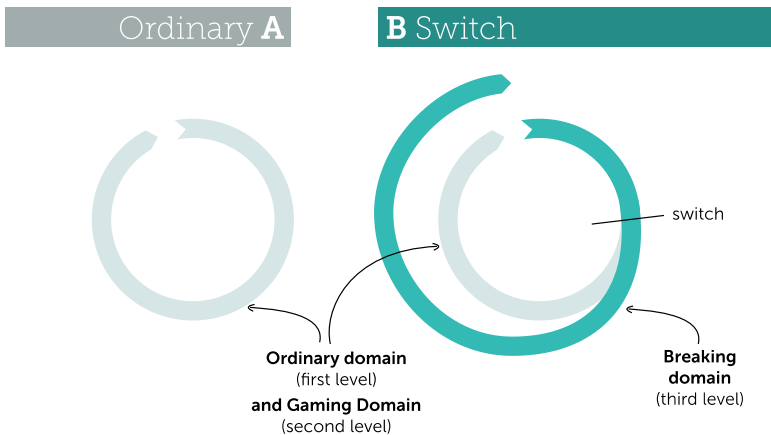 Ordinary A
B Switch
switch
Ordinary domain
(first level)
and Gaming Domain
(second level)
Breaking
domain
(third level)